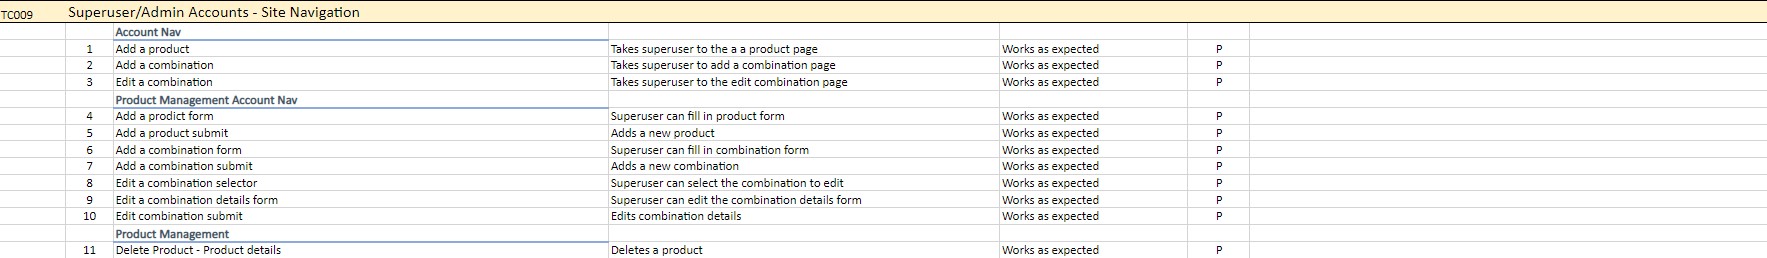 TC009 Superuser/Admin Accounts - Site Navigation
Account Nav
1 Add a product Takes superuser to the a a product page Works as expected P
2 Add a combination Takes superuser to add a combination page Works as expected P
3 Edit a combination Takes superuser to the edit combination page Works as expected P
Product Management Account Nav
4 Add a prodict form Superuser can fill in product form Works as expected P
5 Add a product submit Adds a new product Works as expected P
6 Add a combination form Superuser can fill in combination form Works as expected P
7 Add a combination submit Adds a new combination Works as expected P
8 Edit a combination selector Superuser can select the combination to edit Works as expected P
9 Edit a combination details form Superuser can edit the combination details form Works as expected P
10 Edit combination submit Edits combination details Works as expected P
Product Management
11 Delete Product - Product details Deletes a product Works as expected P